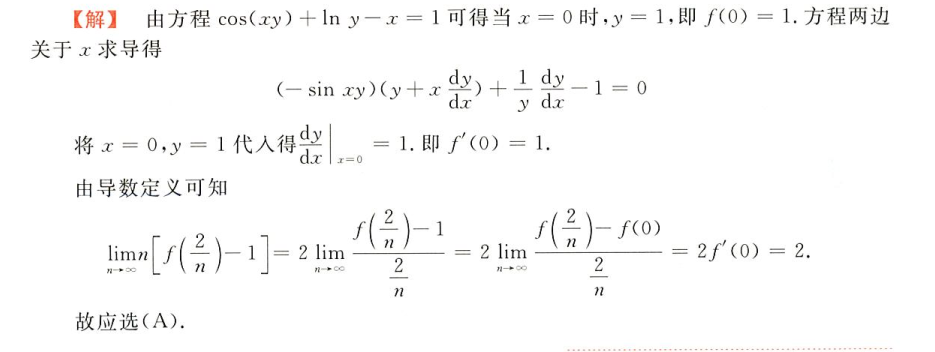 【解】 由方程 cos(xy) + ln y − x = 1 可得当 x = 0 时, y = 1, 即 f(0) = 1. 方程两边
关于 x 求导得
(− sin xy)(y + x dy/dx) + 1/y dy/dx − 1 = 0
将 x = 0, y = 1 代入得 dy/dx |_{x=0} = 1. 即 f′(0) = 1.
由导数定义可知
lim_{n→∞} n[f(2/n) − 1] = 2 lim_{n→∞} (f(2/n) − 1)/(2/n) = 2 lim_{n→∞} (f(2/n) − f(0))/(2/n) = 2f′(0) = 2.
故应选(A).